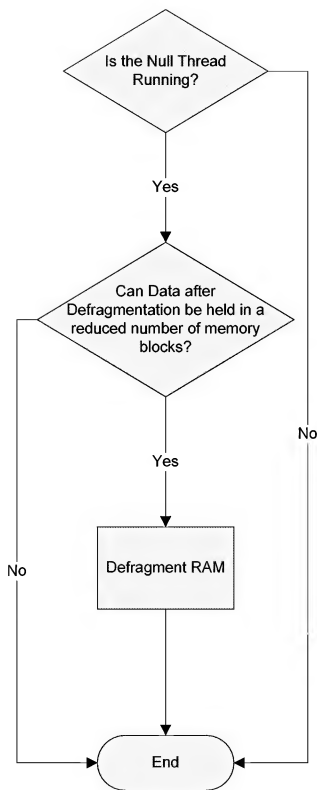 Is the Null Thread
Running?
Yes
Can Data after
Defragmentation be held in a
reduced number of memory
blocks?
No
Yes
Defragment RAM
No
End